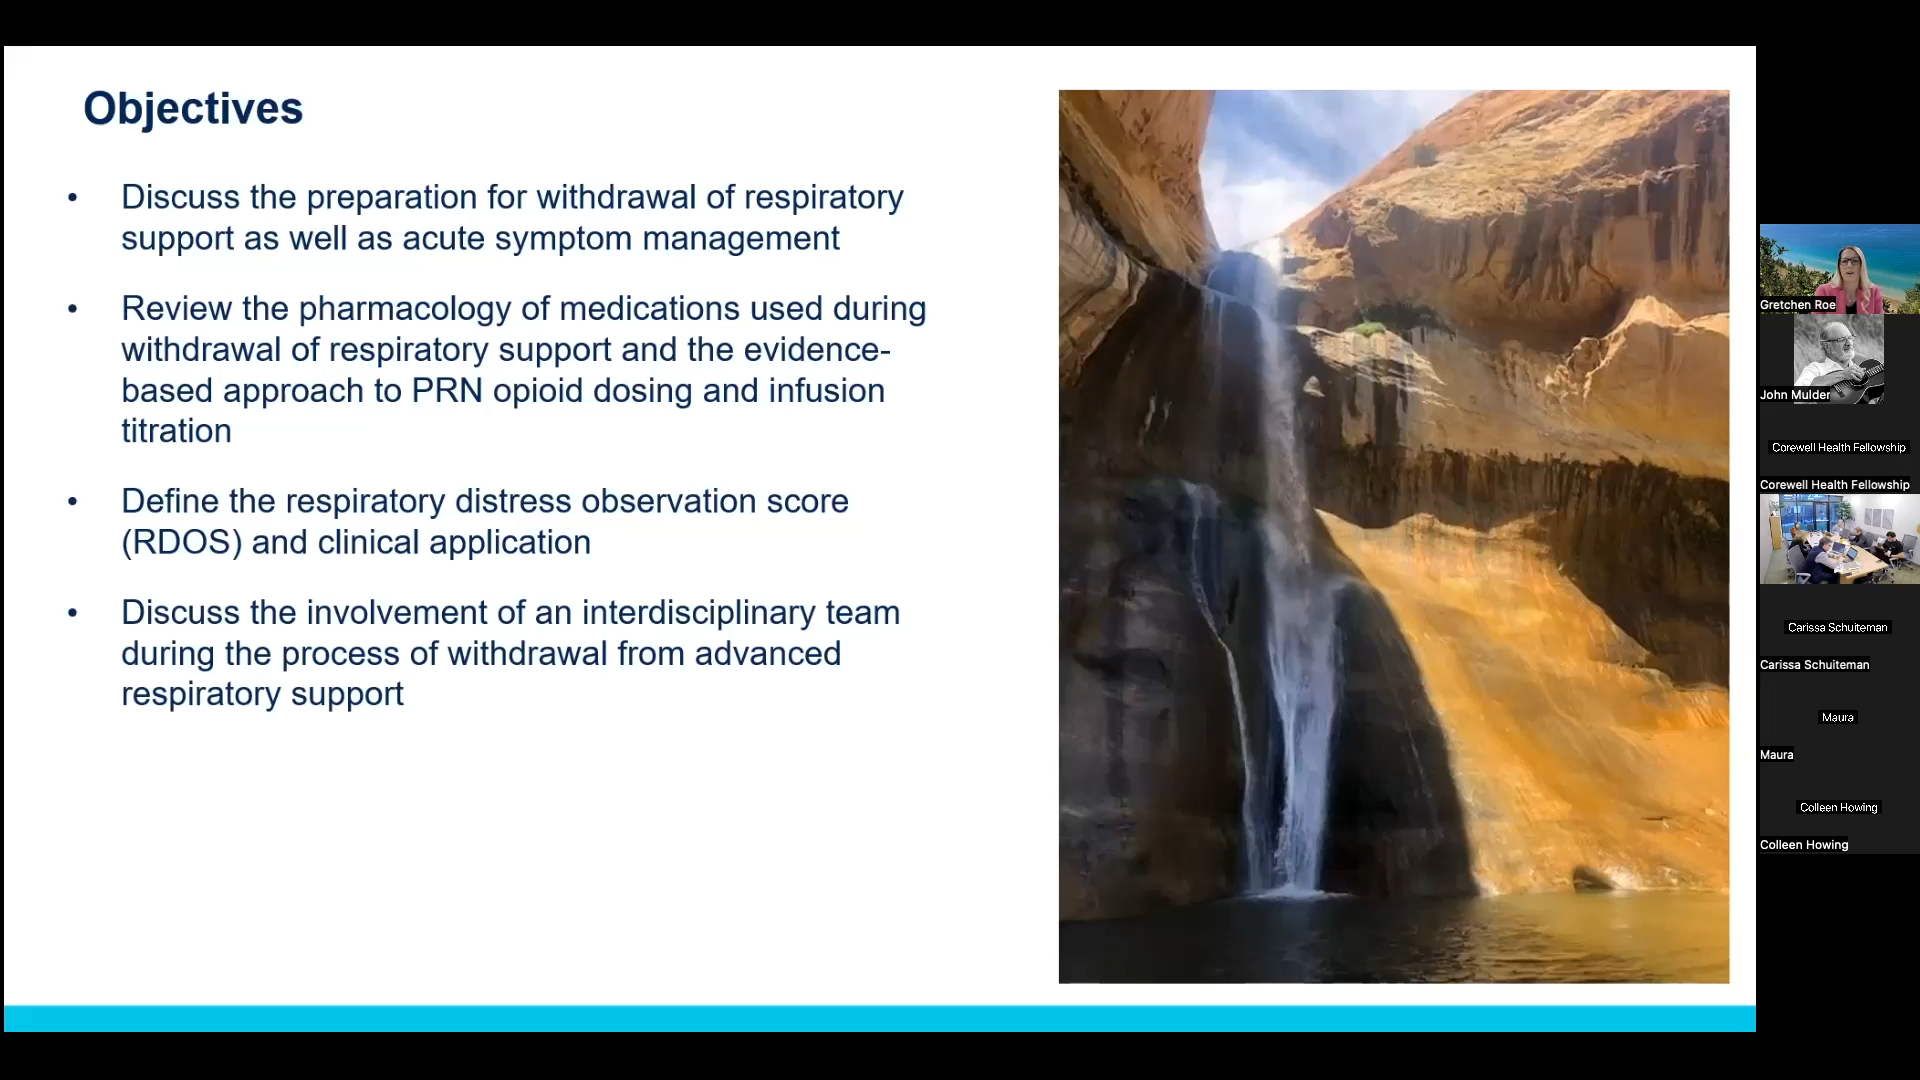 Objectives
• Discuss the preparation for withdrawal of respiratory
support as well as acute symptom management
• Review the pharmacology of medications used during
withdrawal of respiratory support and the evidence-
based approach to PRN opioid dosing and infusion
titration
• Define the respiratory distress observation score
(RDOS) and clinical application
• Discuss the involvement of an interdisciplinary team
during the process of withdrawal from advanced
respiratory support
Gretchen Roe
John Mulder
Corewell Health Fellowship
Corewell Health Fellowship
Carissa Schuiteman
Carissa Schuiteman
Maura
Maura
Colleen Howing
Colleen Howing